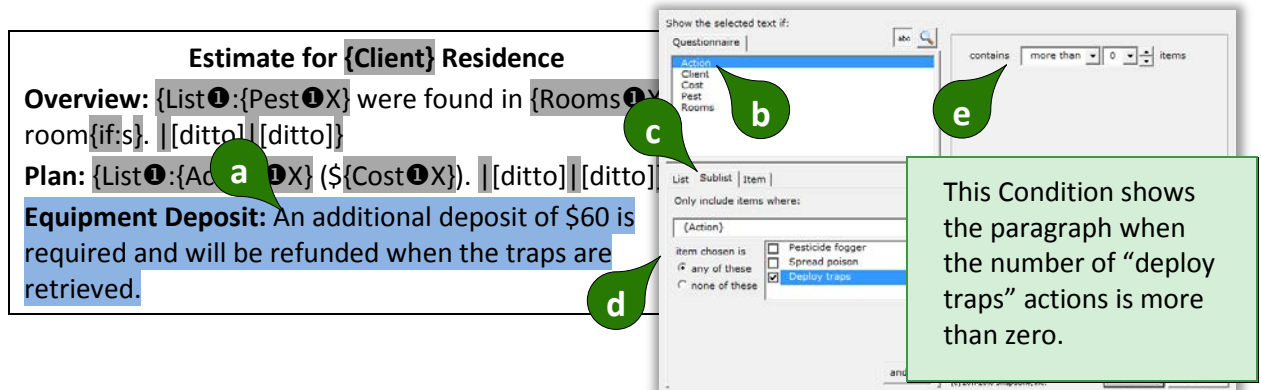 Estimate for {Client} Residence
Overview: {List❶:{Pest❶X} were found in {Rooms❶X
room{if:s}. |[ditto]|[ditto]}
Plan: {List❶:{Ac ❶X} (${Cost❶X}). |[ditto]|[ditto]
Equipment Deposit: An additional deposit of $60 is
required and will be refunded when the traps are
retrieved.
a
Show the selected text if:
Questionnaire
abc
Action
Client
Cost
Pest
Rooms
b
c
contains more than 0 items
e
List Sublist Item
Only include items where:
{Action}
item chosen is
any of these
none of these
Pesticide fogger
Spread poison
Deploy traps
d
and
This Condition shows
the paragraph when
the number of “deploy
traps” actions is more
than zero.